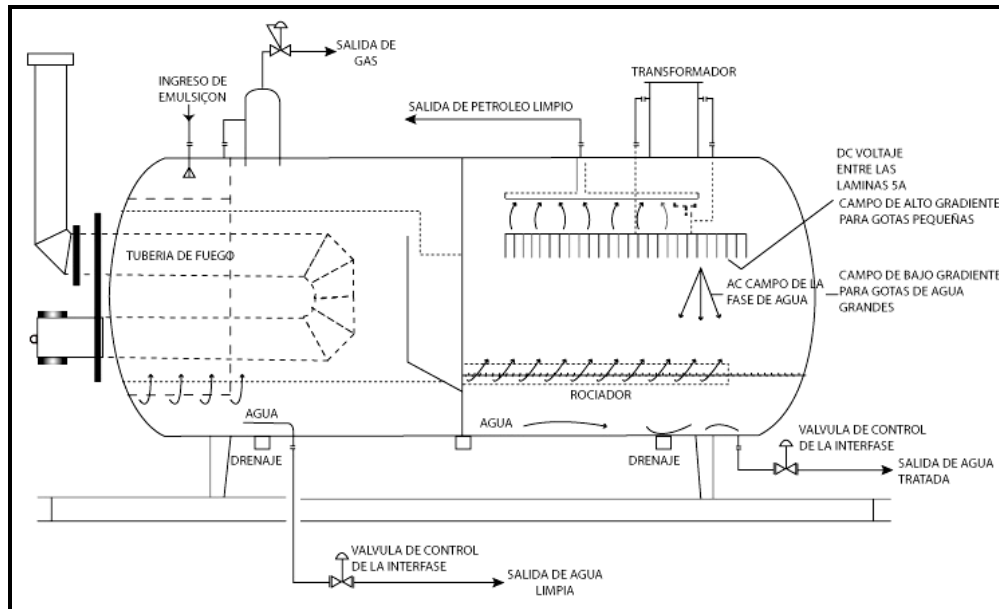 SALIDA DE
GAS
INGRESO DE
EMULSIÇON
TRANSFORMADOR
SALIDA DE PETROLEO LIMPIO
DC VOLTAJE
ENTRE LAS
LAMINAS 5A
CAMPO DE ALTO GRADIENTE
PARA GOTAS PEQUEÑAS
TUBERIA DE FUEGO
AC CAMPO DE LA
FASE DE AGUA
CAMPO DE BAJO GRADIENTE
PARA GOTAS DE AGUA
GRANDES
ROCIADOR
AGUA
AGUA
DRENAJE
DRENAJE
VALVULA DE CONTROL
DE LA INTERFASE
SALIDA DE AGUA
TRATADA
VALVULA DE CONTROL
DE LA INTERFASE
SALIDA DE AGUA
LIMPIA